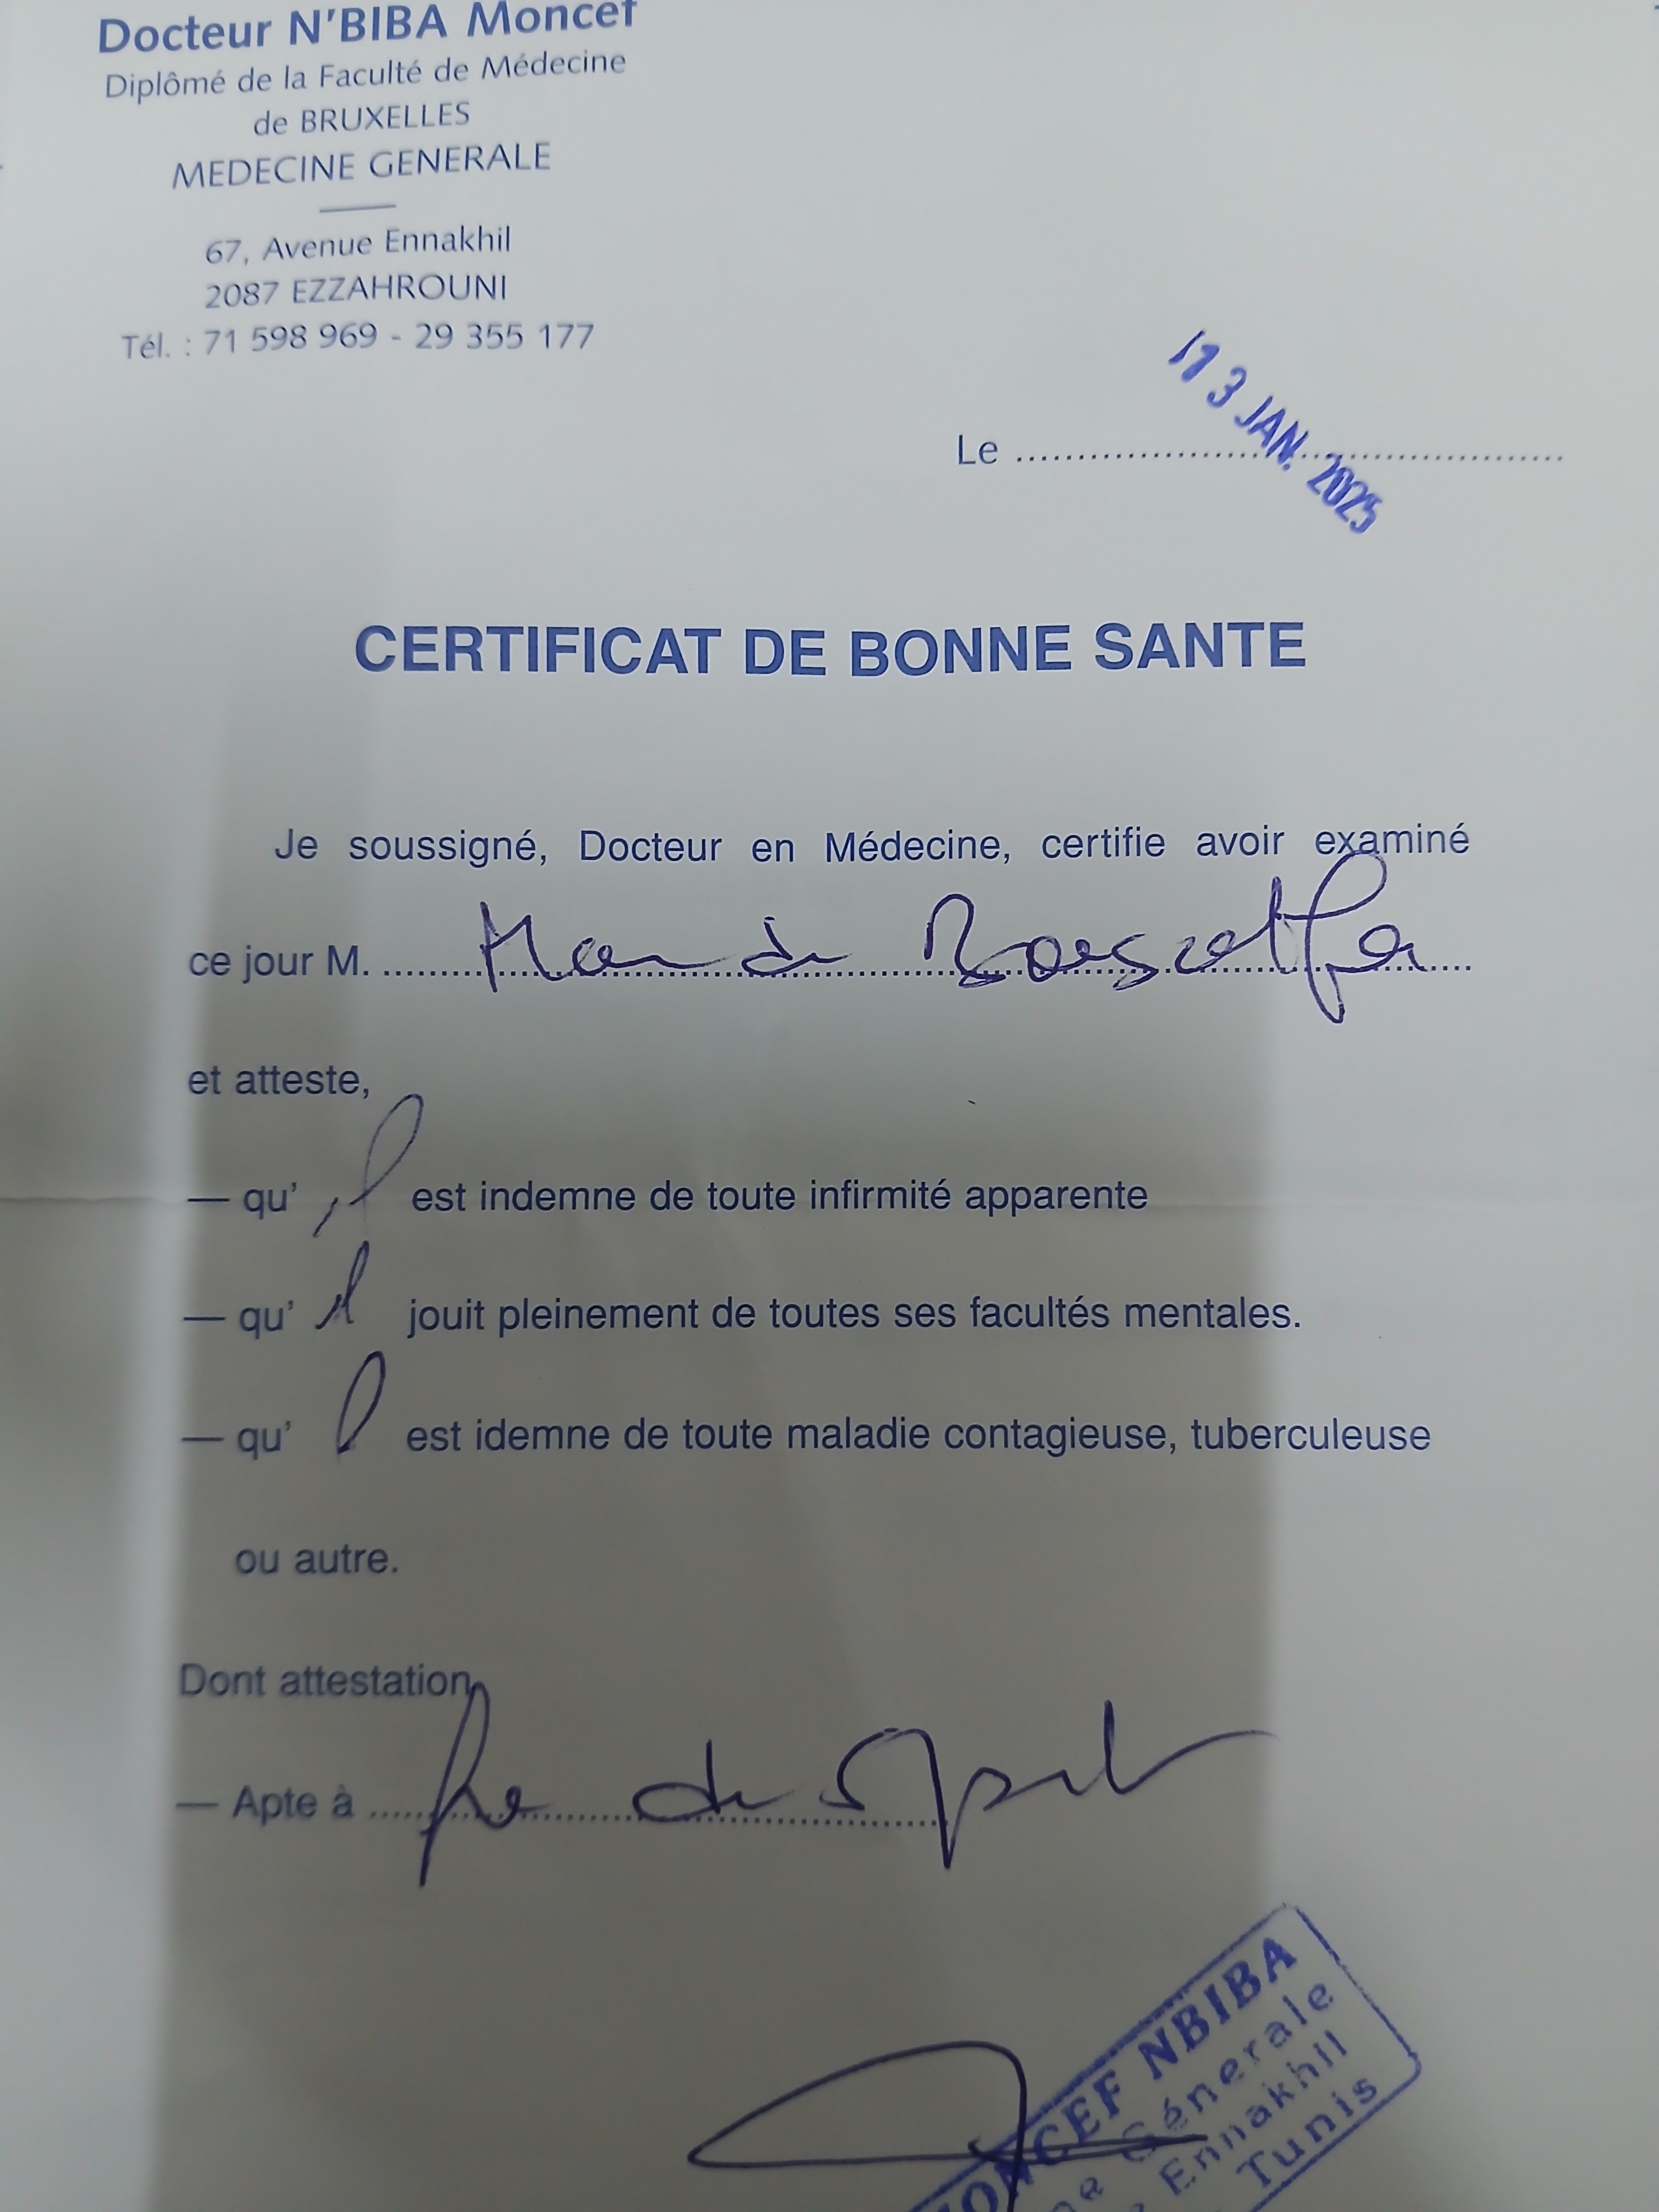 Docteur N'BIBA Moncef
Diplômé de la Faculté de Médecine
de BRUXELLES
MEDECINE GENERALE
67, Avenue Ennakhil
2087 EZZAHROUNI
Tél. : 71 598 969 - 29 355 177
Le 13 JAN. 2025
CERTIFICAT DE BONNE SANTE
Je soussigné, Docteur en Médecine, certifie avoir examiné
ce jour M.
et atteste,
— qu' il est indemne de toute infirmité apparente
— qu' il jouit pleinement de toutes ses facultés mentales.
— qu' il est idemne de toute maladie contagieuse, tuberculeuse
ou autre.
Dont attestation,
— Apte à faire du sport
MONCEF NBIBA
Génerale
Ennakhil
Tunis